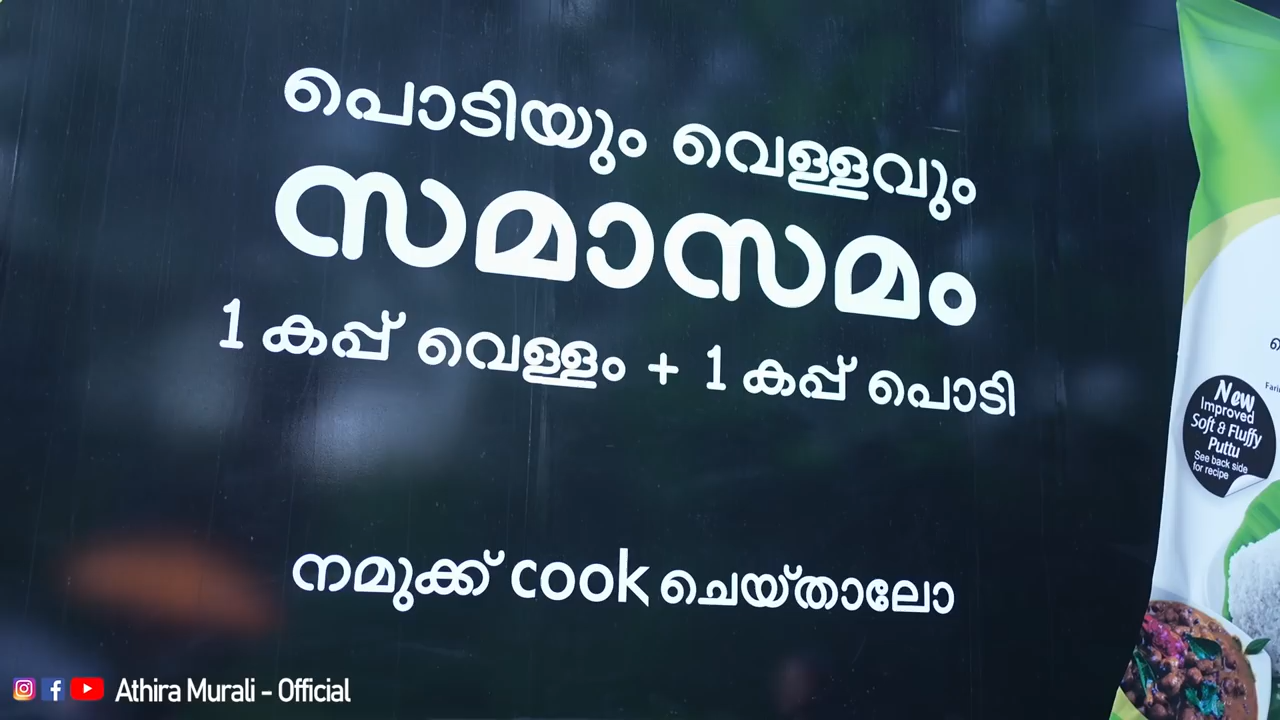 പൊടിയും വെള്ളവും
സമാസമം
1 കപ്പ് വെള്ളം + 1 കപ്പ് പൊടി
നമുക്ക് cook ചെയ്താലോ
New
Improved
Soft & Fluffy
Puttu
See back side
for recipe
Athira Murali - Official